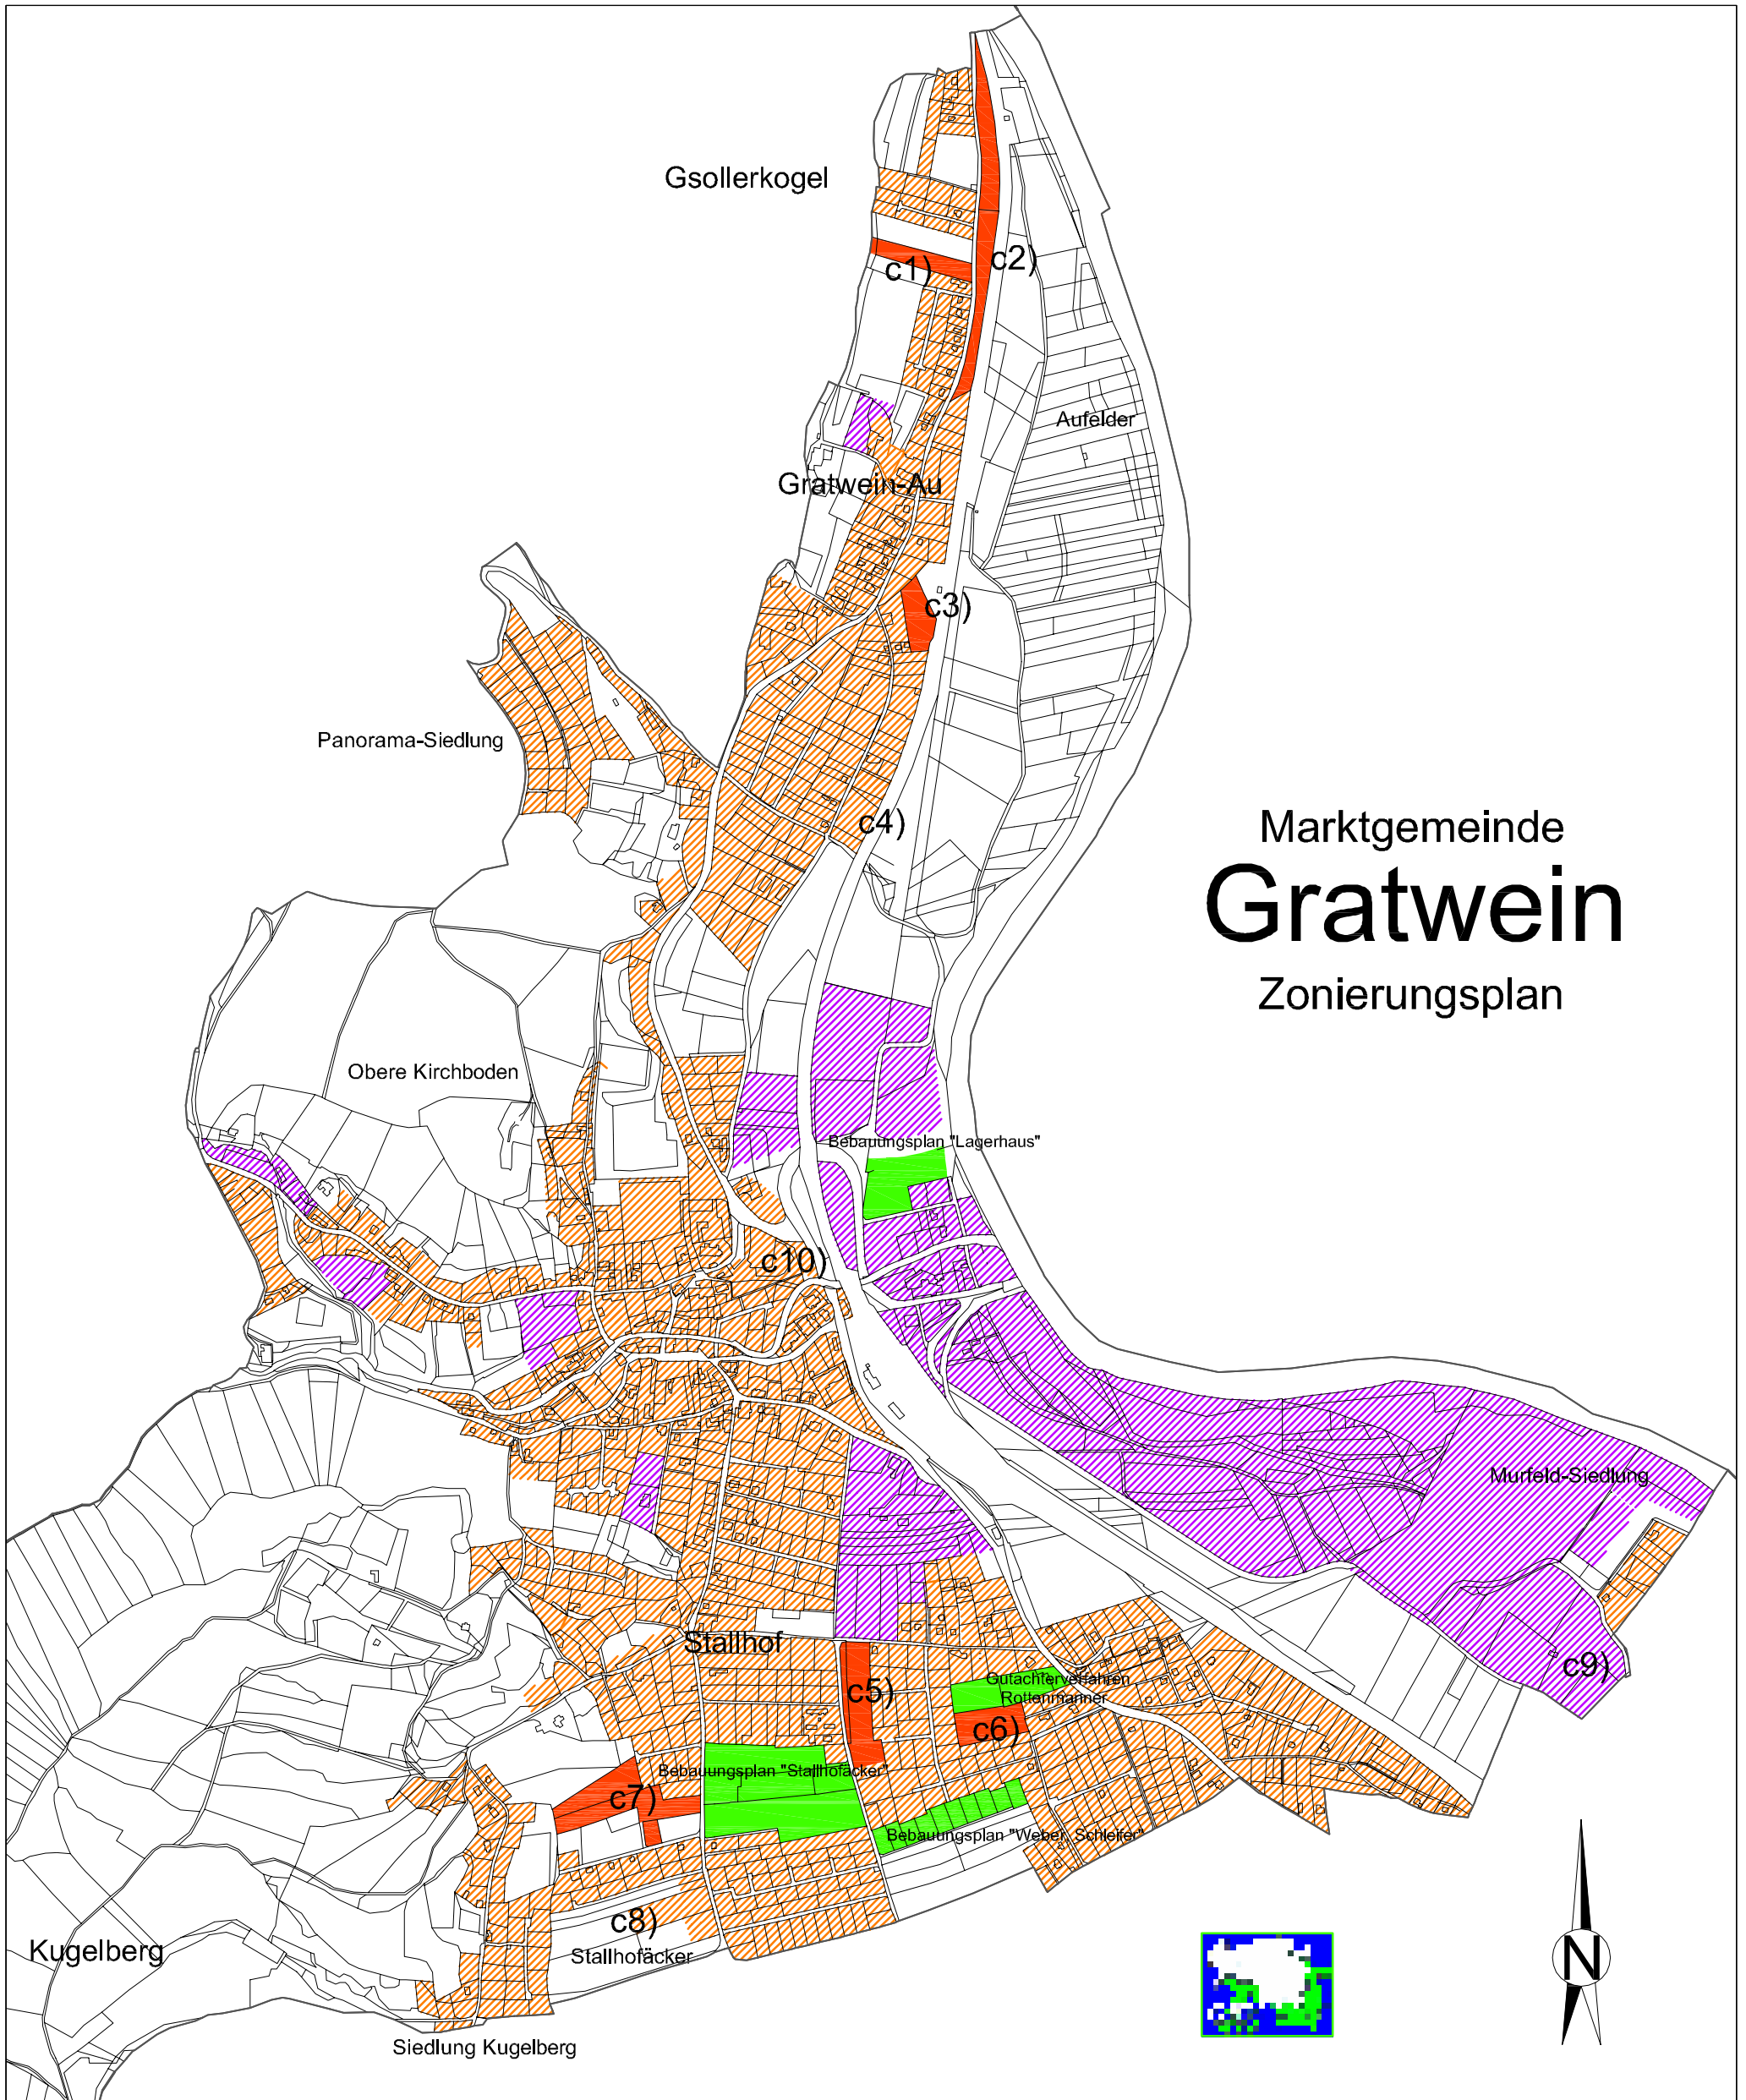 Gsollerkogel
c1)
c2)
Aufelder
Gratwein-Au
c3)
Panorama-Siedlung
c4)
Marktgemeinde
Gratwein
Zonierungsplan
Obere Kirchboden
Bebauungsplan "Lagerhaus"
c10)
Murfeld-Siedlung
Stallhof
c9)
c5)
Gutachterverfahren
Rottenmanner
c6)
Bebauungsplan "Stallhofäcker"
c7)
Bebauungsplan "Weber, Schleifer"
c8)
Stallhofäcker
Kugelberg
N
Siedlung Kugelberg